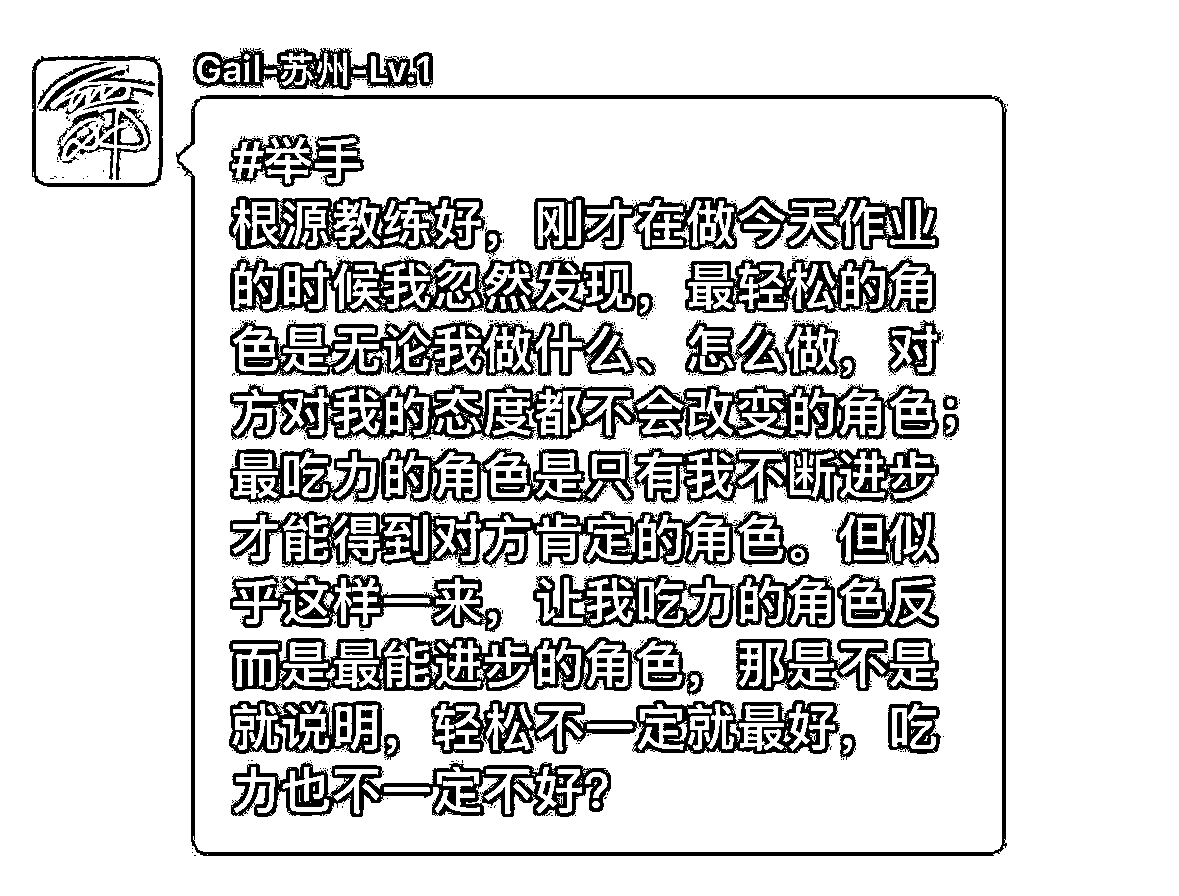 Gail-苏州-Lv.1
#举手
根源教练好，刚才在做今天作业
的时候我忽然发现，最轻松的角
色是无论我做什么、怎么做，对
方对我的态度都不会改变的角色；
最吃力的角色是只有我不断进步
才能得到对方肯定的角色。但似
乎这样一来，让我吃力的角色反
而是最能进步的角色，那是不是
就说明，轻松不一定就最好，吃
力也不一定不好？